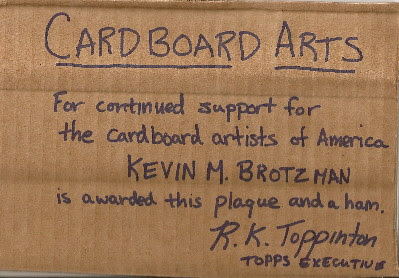 CARDBOARD ARTS
For continued support for
the cardboard artists of America
KEVIN M. BROTZMAN
is awarded this plaque and a ham.
R.K. Toppinton
TOPPS EXECUTIVE